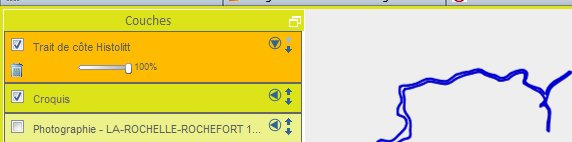 Couches
Trait de côte Histolitt
100%
Croquis
Photographie - LA-ROCHELLE-ROCHEFORT 1...